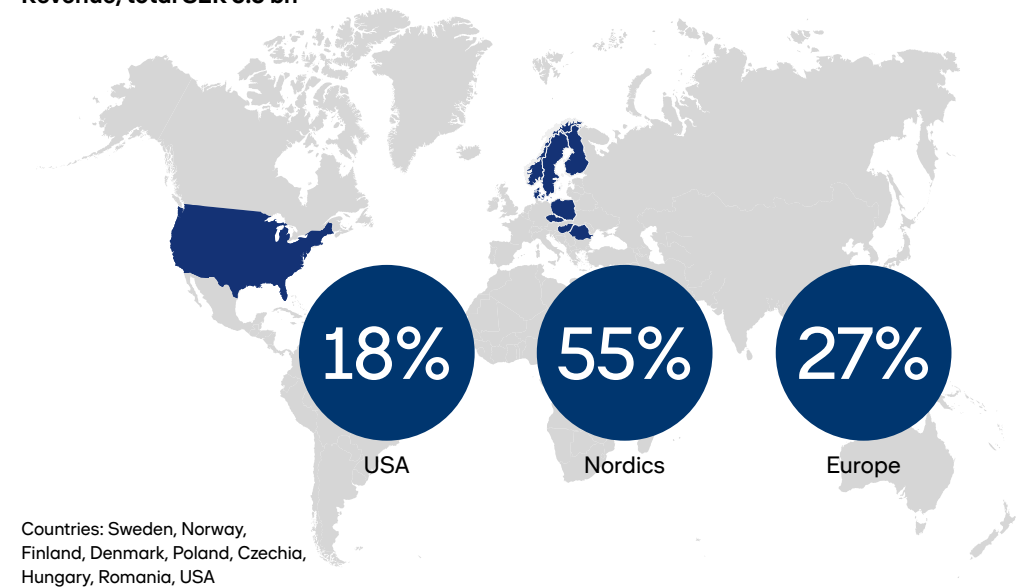 18%
55%
27%
USA
Nordics
Europe
Countries: Sweden, Norway,
Finland, Denmark, Poland, Czechia,
Hungary, Romania, USA